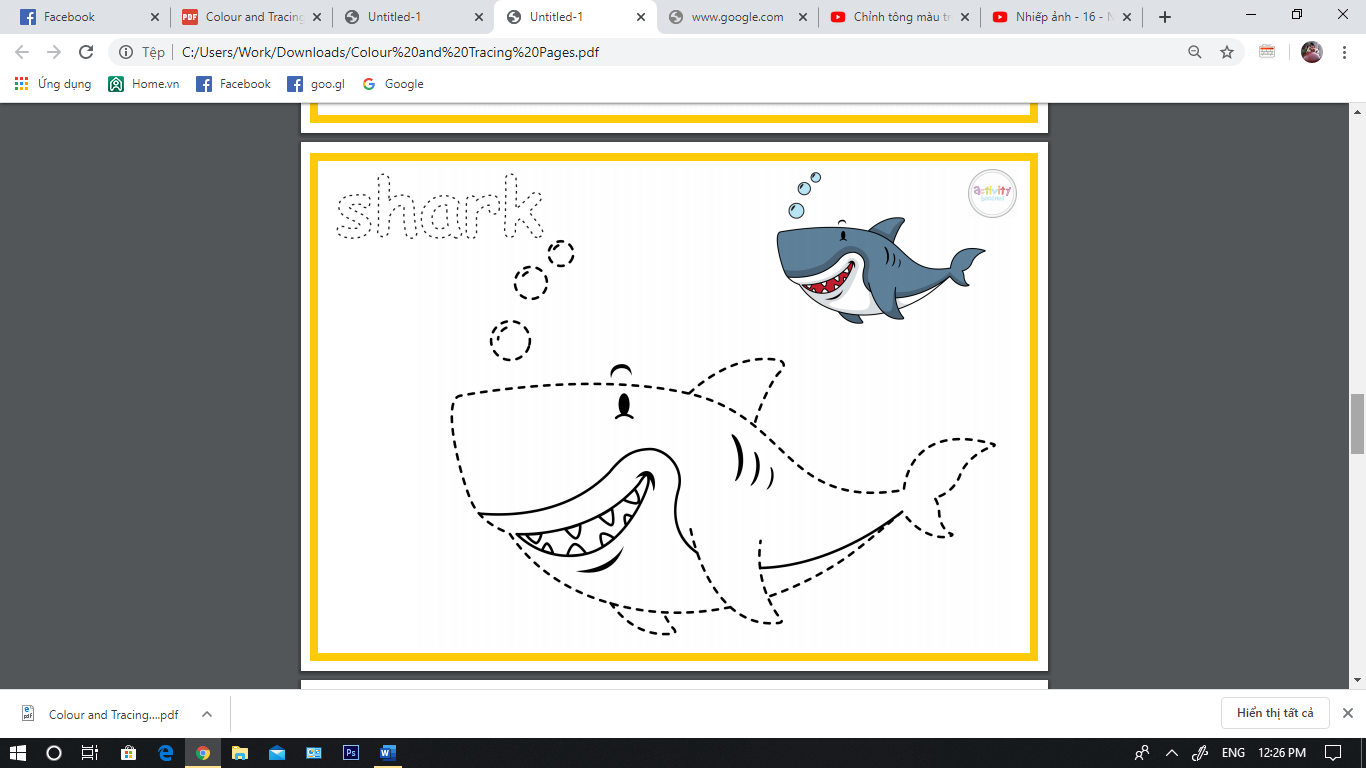 Facebook
Colour and Tracing
Untitled-1
Untitled-1
www.google.com
Chỉnh tông màu tr
Nhiếp ảnh - 16 - N
Tệp
C:/Users/Work/Downloads/Colour%20and%20Tracing%20Pages.pdf
Ứng dụng
Home.vn
Facebook
goo.gl
Google
shark
activity
Colour and Tracing....pdf
Hiển thị tất cả
Ps
ENG
12:26 PM